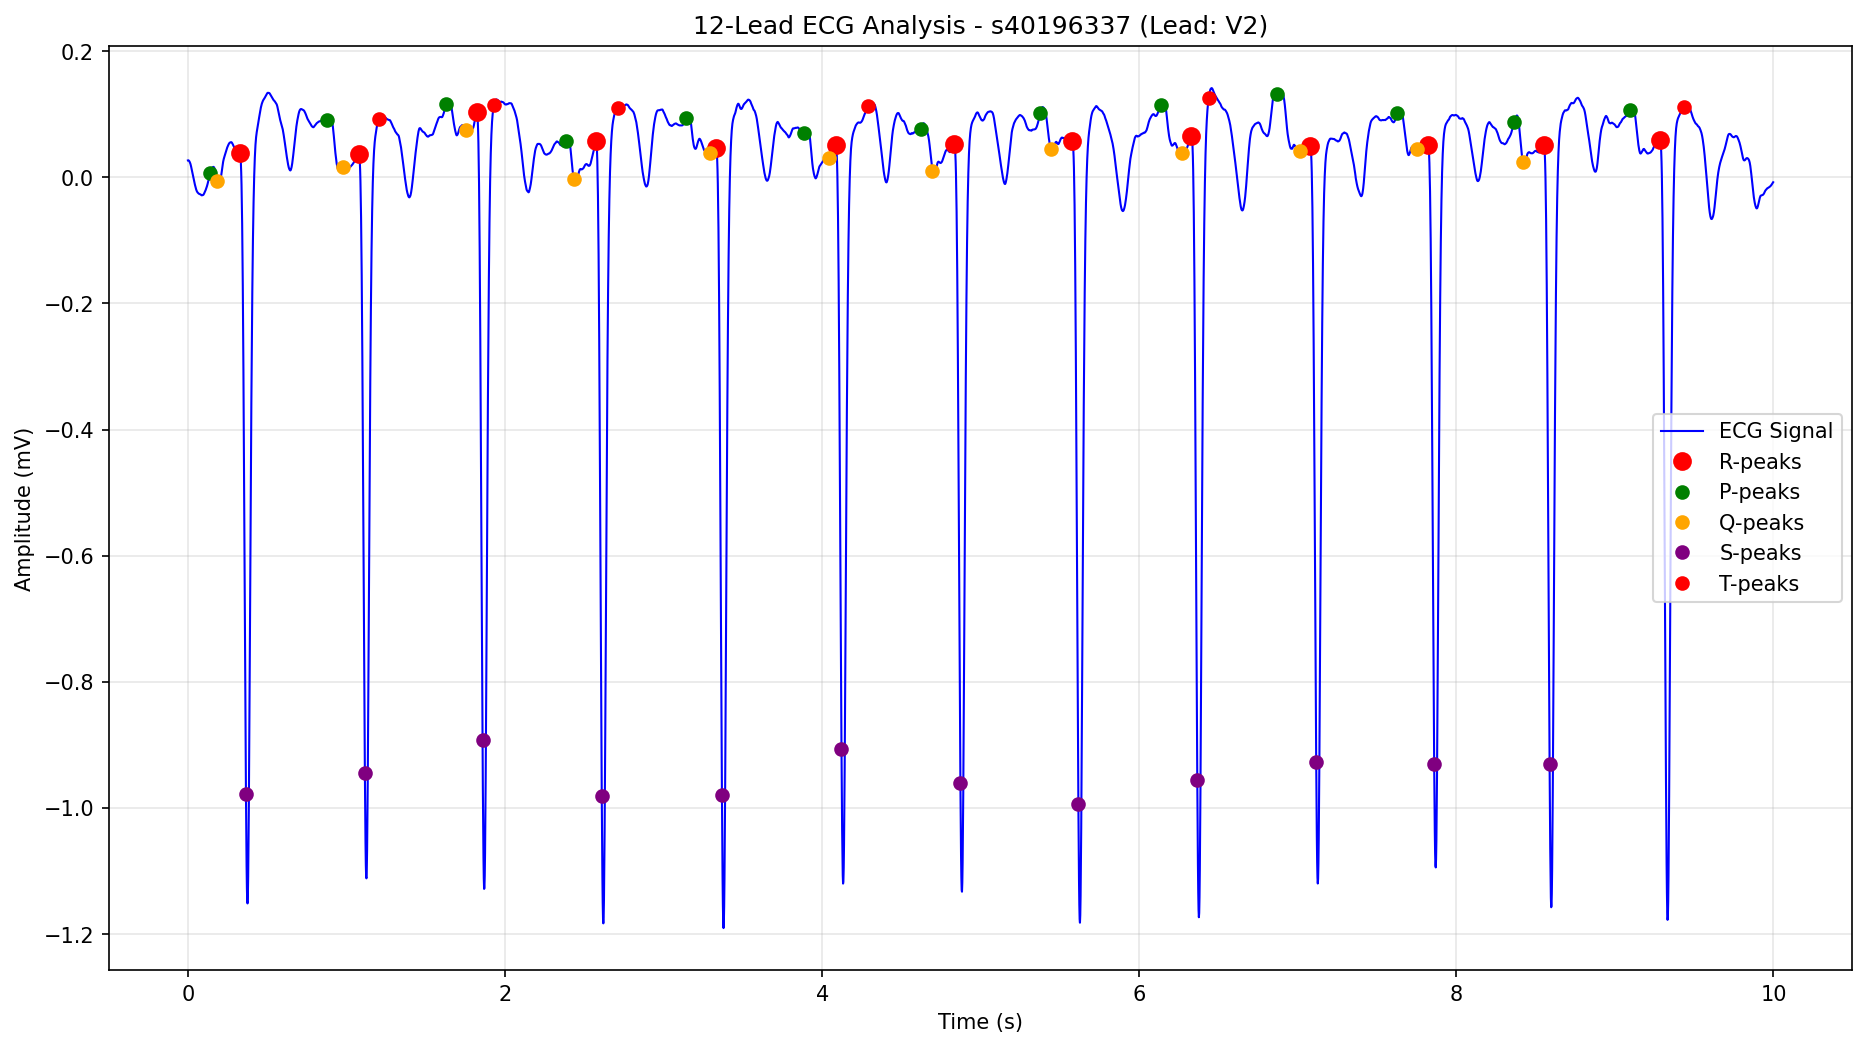 12-Lead ECG Analysis - s40196337 (Lead: V2)
0.2
0.0
−0.2
−0.4
−0.6
−0.8
−1.0
−1.2
Amplitude (mV)
ECG Signal
R-peaks
P-peaks
Q-peaks
S-peaks
T-peaks
0 2 4 6 8 10
Time (s)